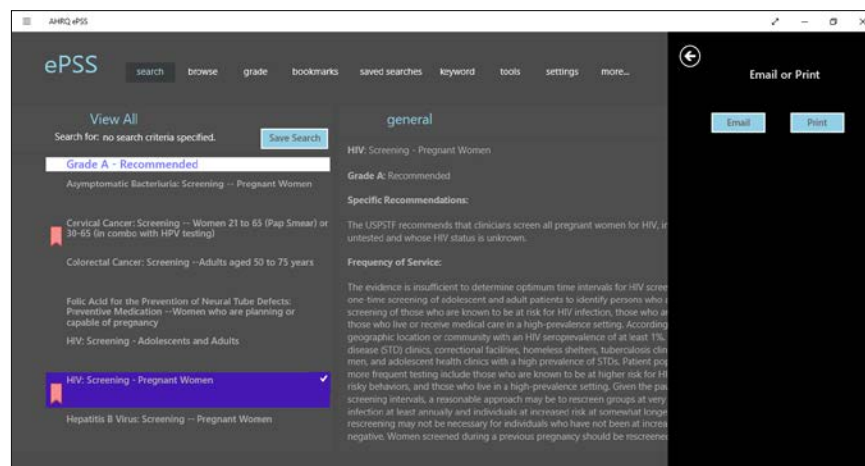 AHRQ ePSS
ePSS
search browse grade bookmarks saved searches keyword tools settings more...
View All
Search for: no search criteria specified.
Save Search
Grade A - Recommended
Asymptomatic Bacteriuria: Screening -- Pregnant Women
Cervical Cancer: Screening -- Women 21 to 65 (Pap Smear) or
30-65 (in combo with HPV testing)
Colorectal Cancer: Screening --Adults aged 50 to 75 years
Folic Acid for the Prevention of Neural Tube Defects:
Preventive Medication --Women who are planning or
capable of pregnancy
HIV: Screening - Adolescents and Adults
HIV: Screening - Pregnant Women
Hepatitis B Virus: Screening -- Pregnant Women
general
HIV: Screening - Pregnant Women
Grade A: Recommended
Specific Recommendations:
The USPSTF recommends that clinicians screen all pregnant women for HIV, in
untested and whose HIV status is unknown.
Frequency of Service:
The evidence is insufficient to determine optimum time intervals for HIV scree
one-time screening of adolescent and adult patients to identify persons who
screening of those who are known to be at risk for HIV infection, those who ar
those who live or receive medical care in a high-prevalence setting. According
geographic location or community with an HIV seroprevalence of at least 1%.
disease (STD) clinics, correctional facilities, homeless shelters, tuberculosis clin
men, and adolescent health clinics with a high prevalence of STDs. Patient pop
more frequent testing include those who are known to be at higher risk for HI
risky behaviors, and those who live in a high-prevalence setting. Given the pau
screening intervals, a reasonable approach may be to rescreen groups at very
infection at least annually and individuals at increased risk at somewhat longe
rescreening may not be necessary for individuals who have not been at increa
negative. Women screened during a previous pregnancy should be rescreene
Email or Print
Email Print